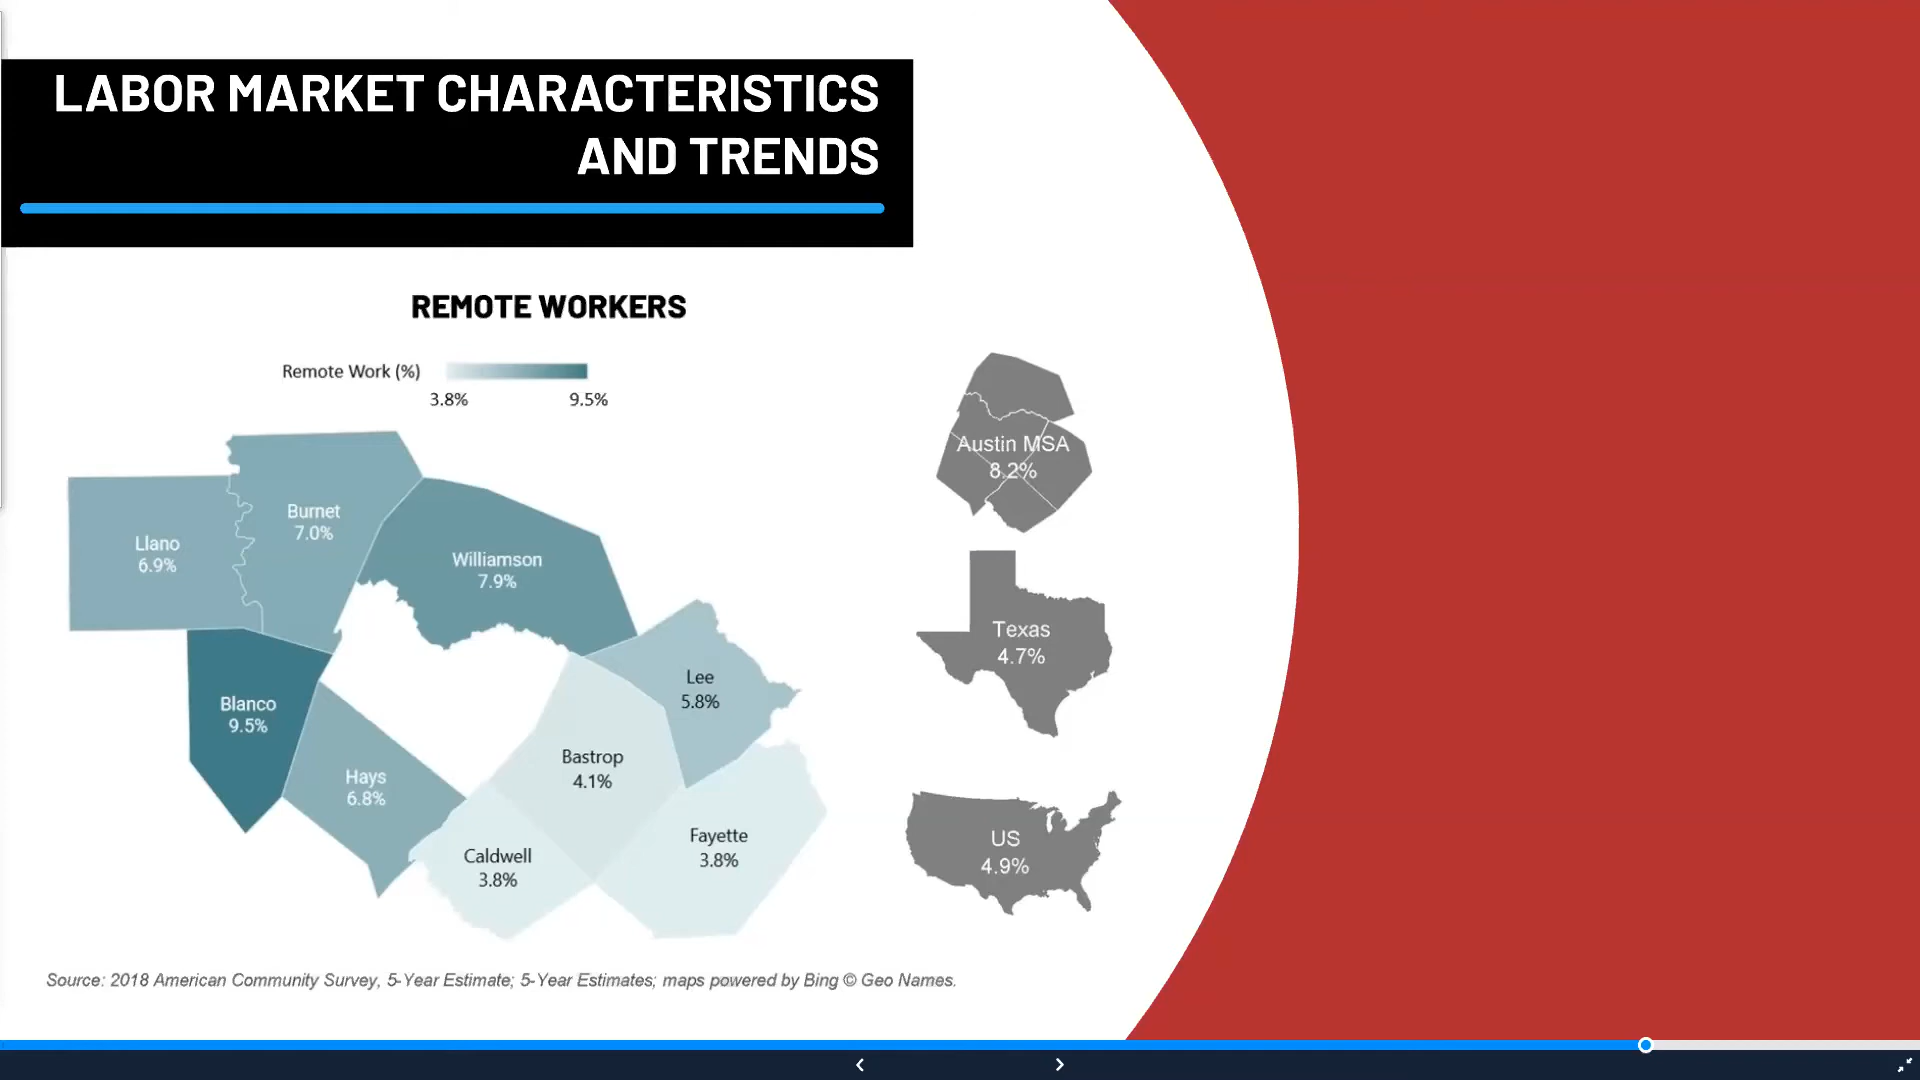 LABOR MARKET CHARACTERISTICS
AND TRENDS
REMOTE WORKERS
Remote Work (%)
3.8% 9.5%
Austin MSA
8.2%
Burnet
7.0%
Llano
6.9%
Williamson
7.9%
Texas
4.7%
Lee
5.8%
Blanco
9.5%
Bastrop
4.1%
Hays
6.8%
Fayette
3.8%
US
4.9%
Caldwell
3.8%
Source: 2018 American Community Survey, 5-Year Estimate; 5-Year Estimates; maps powered by Bing © Geo Names.